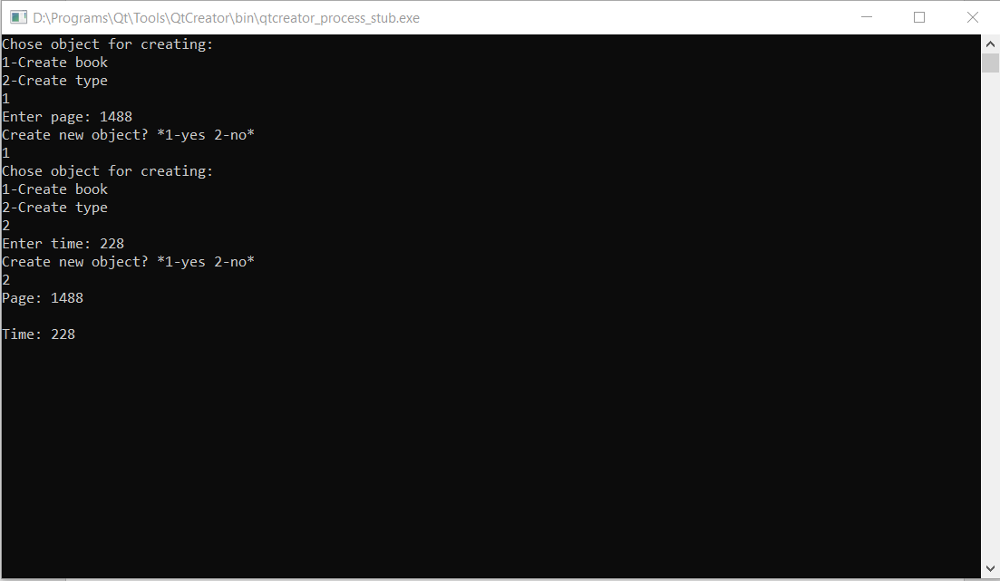 D:\Programs\Qt\Tools\QtCreator\bin\qtcreator_process_stub.exe
Chose object for creating:
1-Create book
2-Create type
1
Enter page: 1488
Create new object? *1-yes 2-no*
1
Chose object for creating:
1-Create book
2-Create type
2
Enter time: 228
Create new object? *1-yes 2-no*
2
Page: 1488
Time: 228